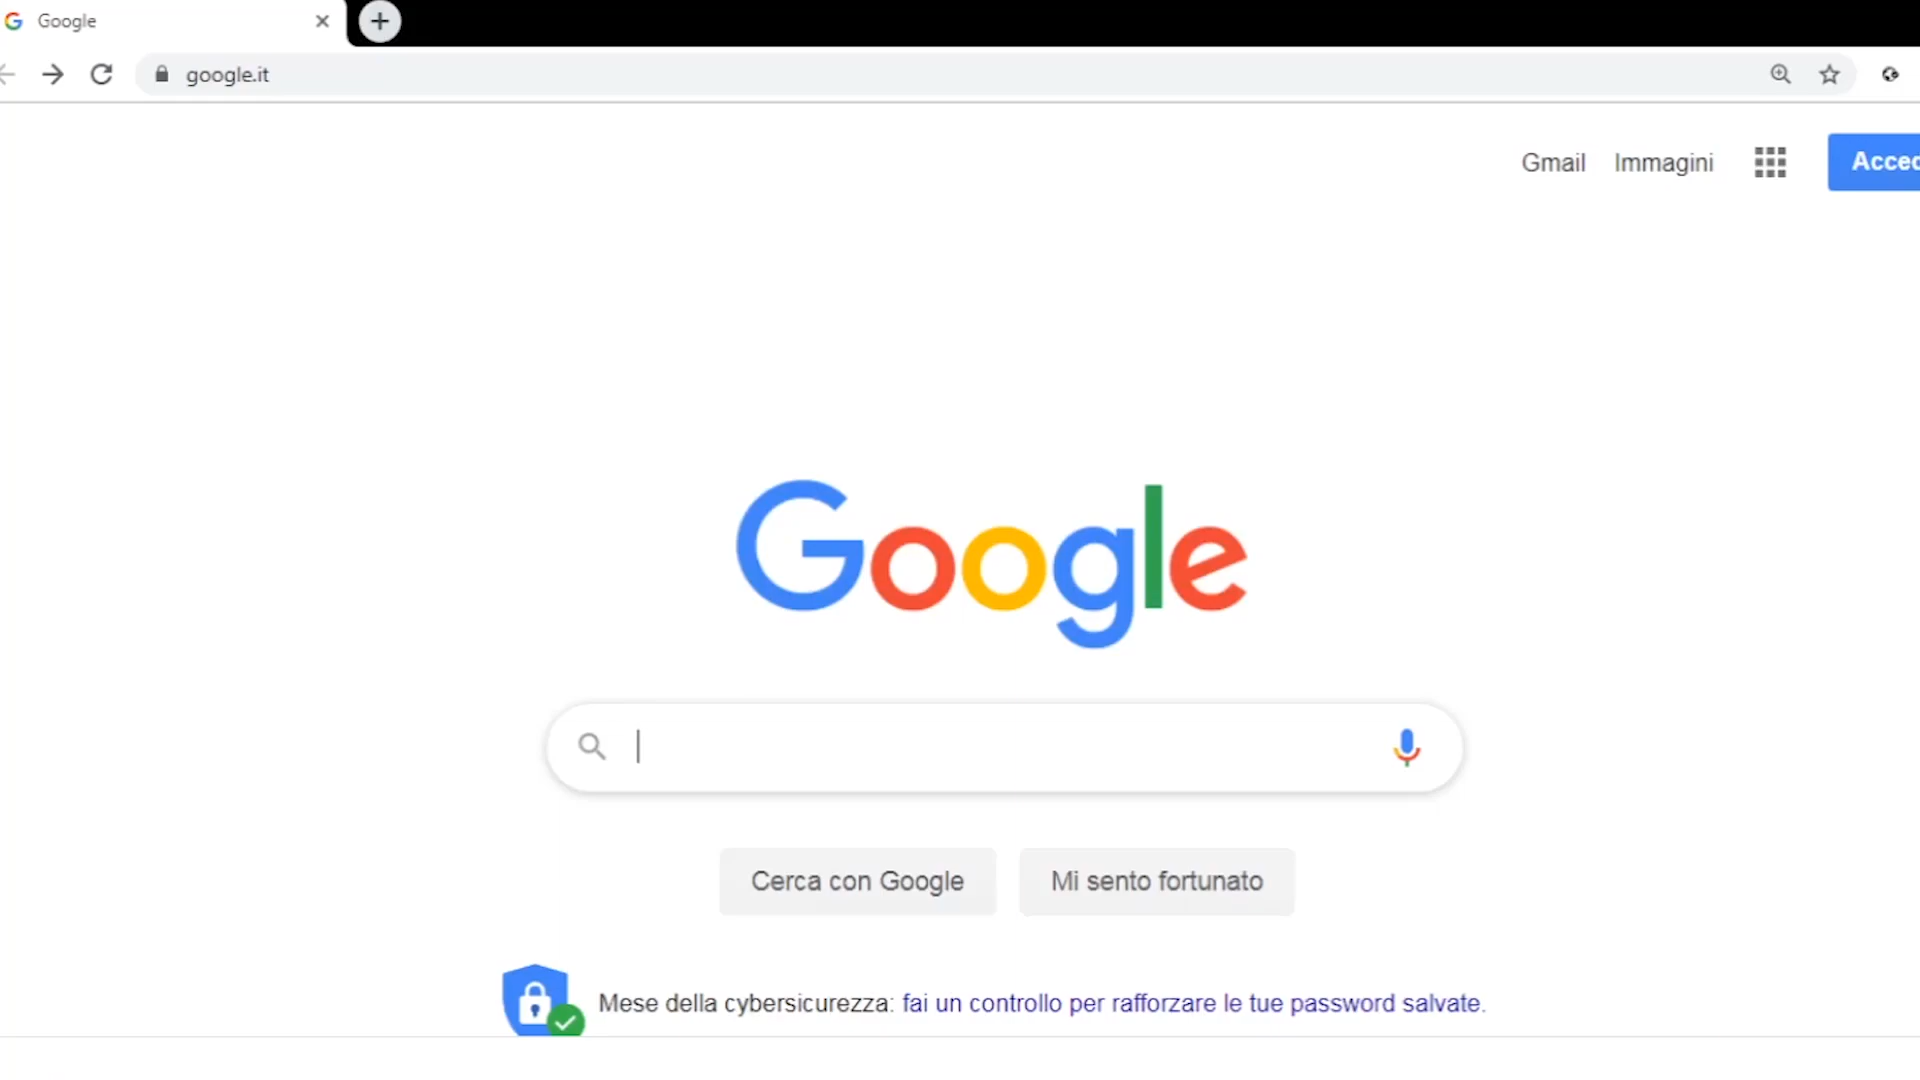 Google
google.it
Gmail Immagini Acced
Google
Cerca con Google Mi sento fortunato
Mese della cybersicurezza: fai un controllo per rafforzare le tue password salvate.